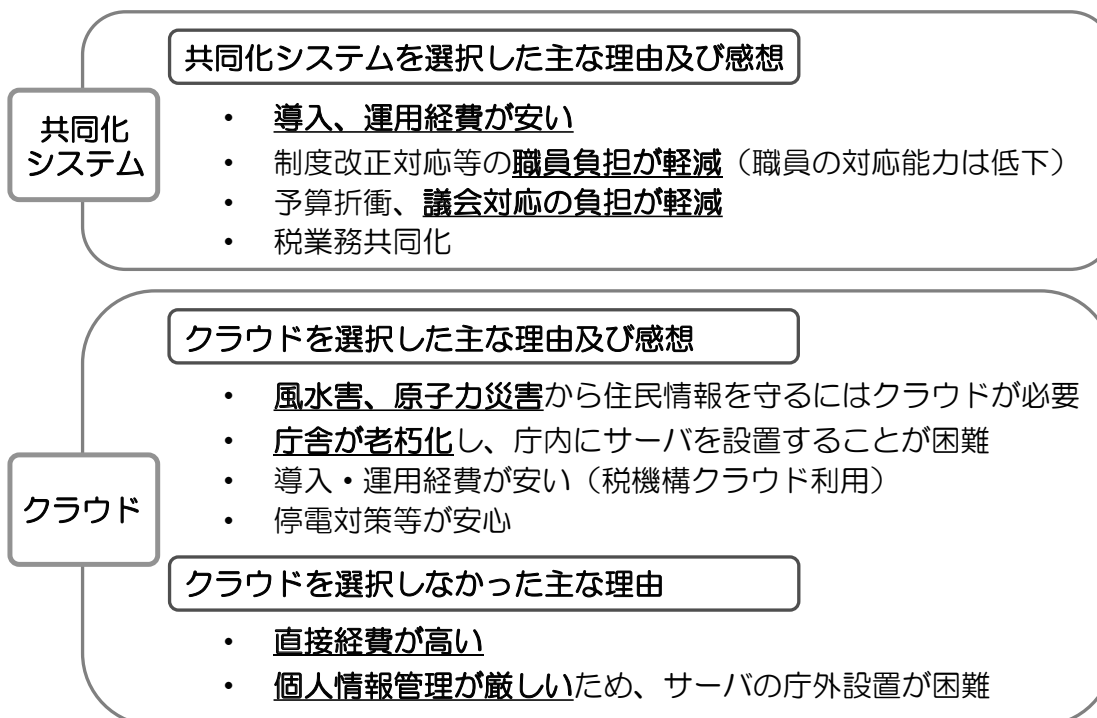 共同化システムを選択した主な理由及び感想
共同化
システム
・ 導入、運用経費が安い
・ 制度改正対応等の職員負担が軽減（職員の対応能力は低下）
・ 予算折衝、議会対応の負担が軽減
・ 税業務共同化
クラウドを選択した主な理由及び感想
・ 風水害、原子力災害から住民情報を守るにはクラウドが必要
・ 庁舎が老朽化し、庁内にサーバを設置することが困難
クラウド
・ 導入・運用経費が安い（税機構クラウド利用）
・ 停電対策等が安心
クラウドを選択しなかった主な理由
・ 直接経費が高い
・ 個人情報管理が厳しいため、サーバの庁外設置が困難